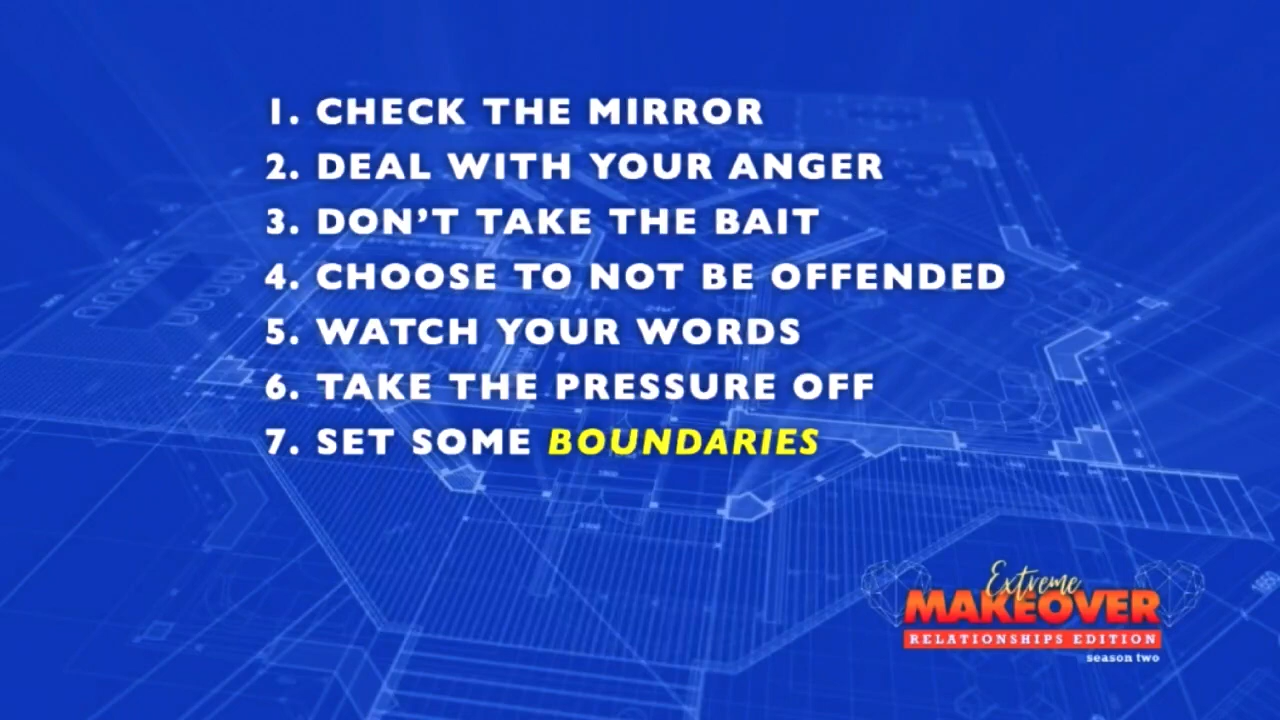 1. CHECK THE MIRROR
2. DEAL WITH YOUR ANGER
3. DON’T TAKE THE BAIT
4. CHOOSE TO NOT BE OFFENDED
5. WATCH YOUR WORDS
6. TAKE THE PRESSURE OFF
7. SET SOME BOUNDARIES
Extreme
MAKEOVER
RELATIONSHIPS EDITION
season two